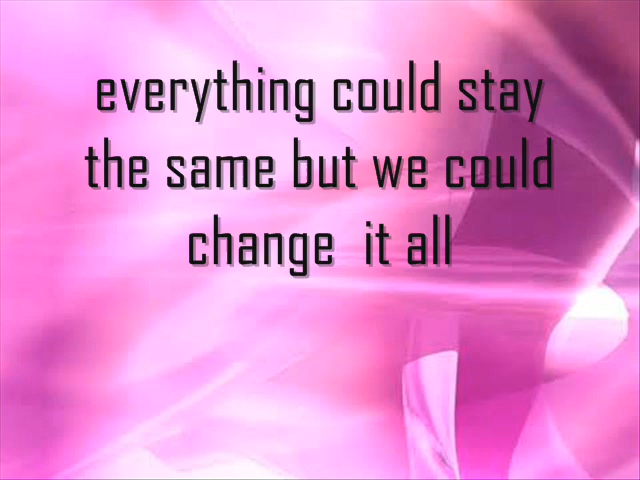 everything could stay
the same but we could
change  it all